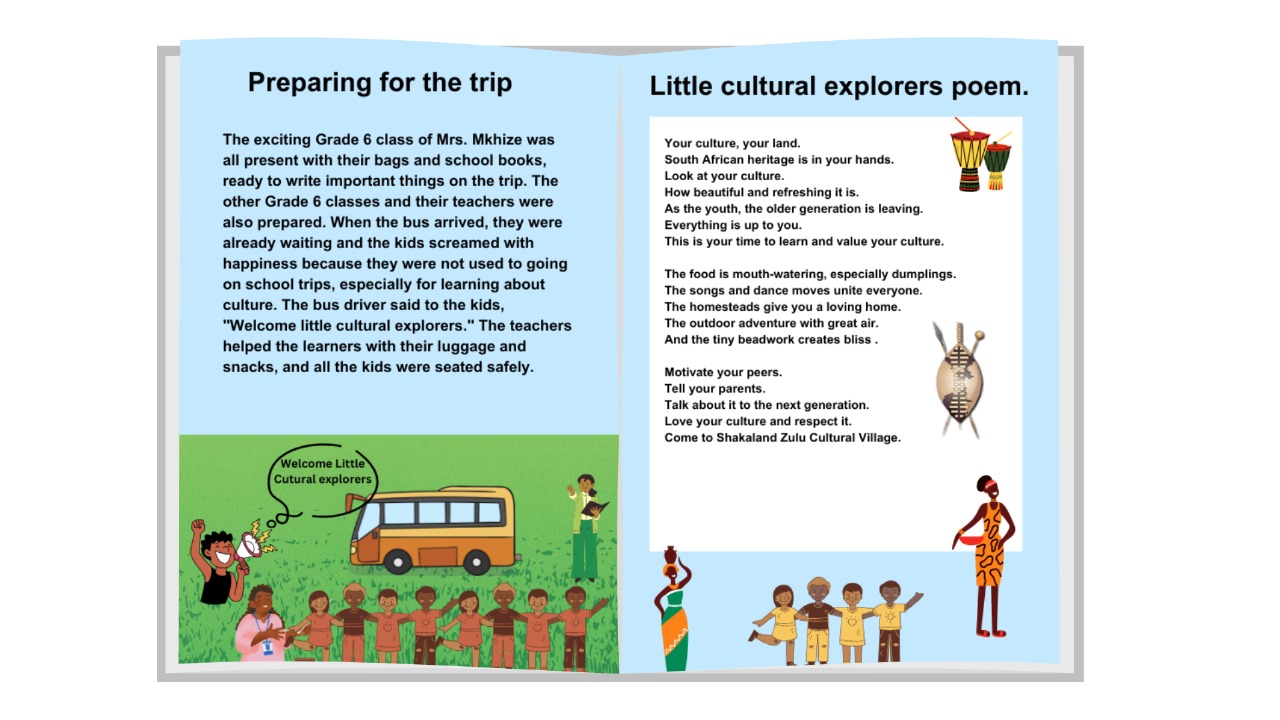 Preparing for the trip
The exciting Grade 6 class of Mrs. Mkhize was
all present with their bags and school books,
ready to write important things on the trip. The
other Grade 6 classes and their teachers were
also prepared. When the bus arrived, they were
already waiting and the kids screamed with
happiness because they were not used to going
on school trips, especially for learning about
culture. The bus driver said to the kids,
"Welcome little cultural explorers." The teachers
helped the learners with their luggage and
snacks, and all the kids were seated safely.
Welcome Little
Cutural explorers
Little cultural explorers poem.
Your culture, your land.
South African heritage is in your hands.
Look at your culture.
How beautiful and refreshing it is.
As the youth, the older generation is leaving.
Everything is up to you.
This is your time to learn and value your culture.
The food is mouth-watering, especially dumplings.
The songs and dance moves unite everyone.
The homesteads give you a loving home.
The outdoor adventure with great air.
And the tiny beadwork creates bliss .
Motivate your peers.
Tell your parents.
Talk about it to the next generation.
Love your culture and respect it.
Come to Shakaland Zulu Cultural Village.